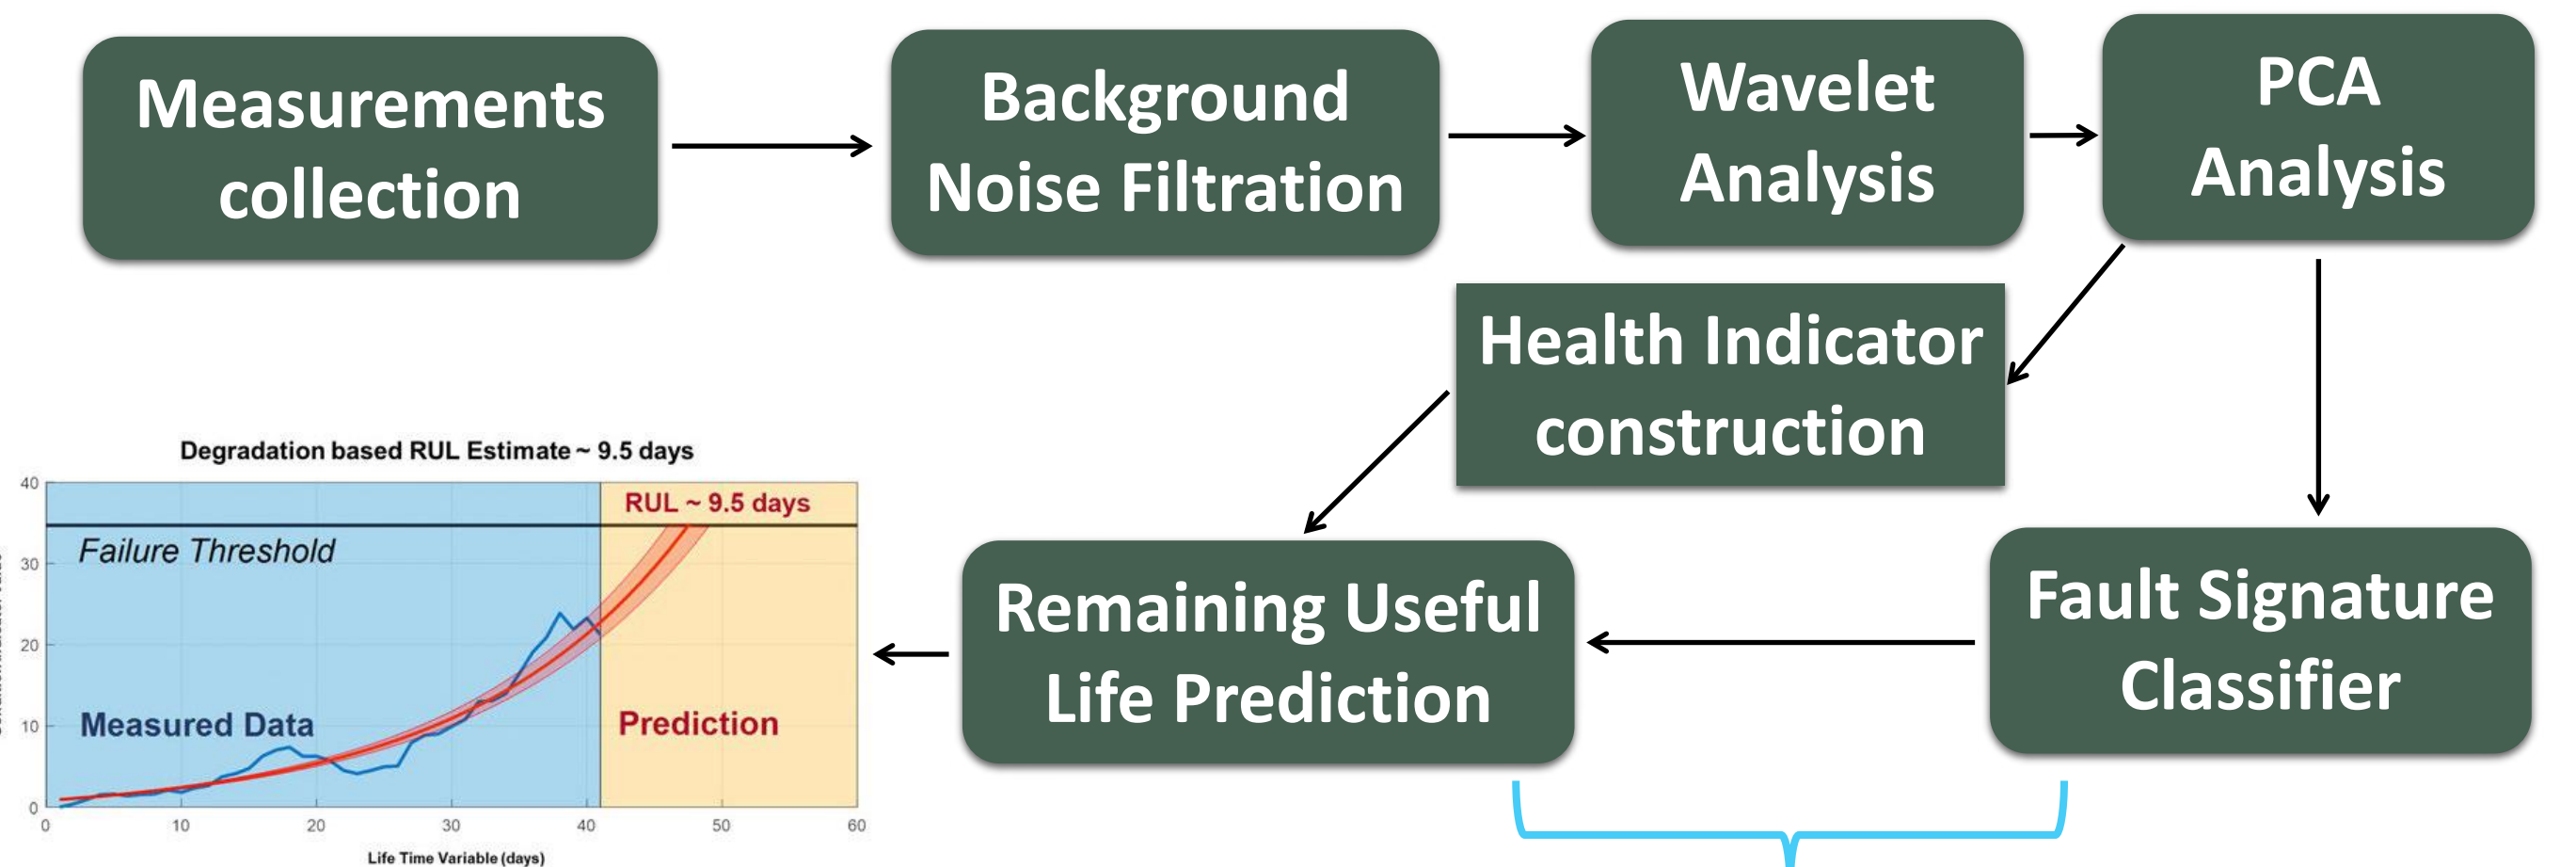 Measurements
collection
Background
Noise Filtration
Wavelet
Analysis
PCA
Analysis
Health Indicator
construction
Fault Signature
Classifier
Remaining Useful
Life Prediction
Degradation based RUL Estimate ~ 9.5 days
RUL ~ 9.5 days
Failure Threshold
Measured Data
Prediction
40
30
20
10
0
0 10 20 30 40 50 60
Life Time Variable (days)